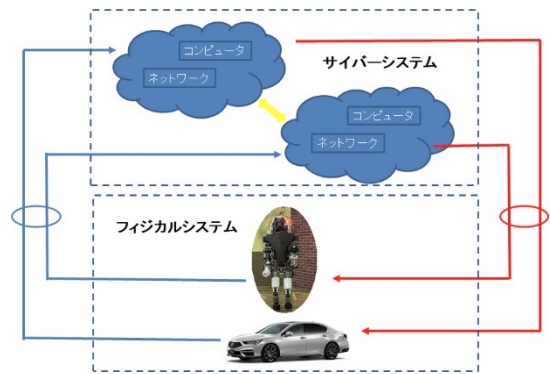 コンピュータ
サイバーシステム
ネットワーク
コンピュータ
ネットワーク
フィジカルシステム